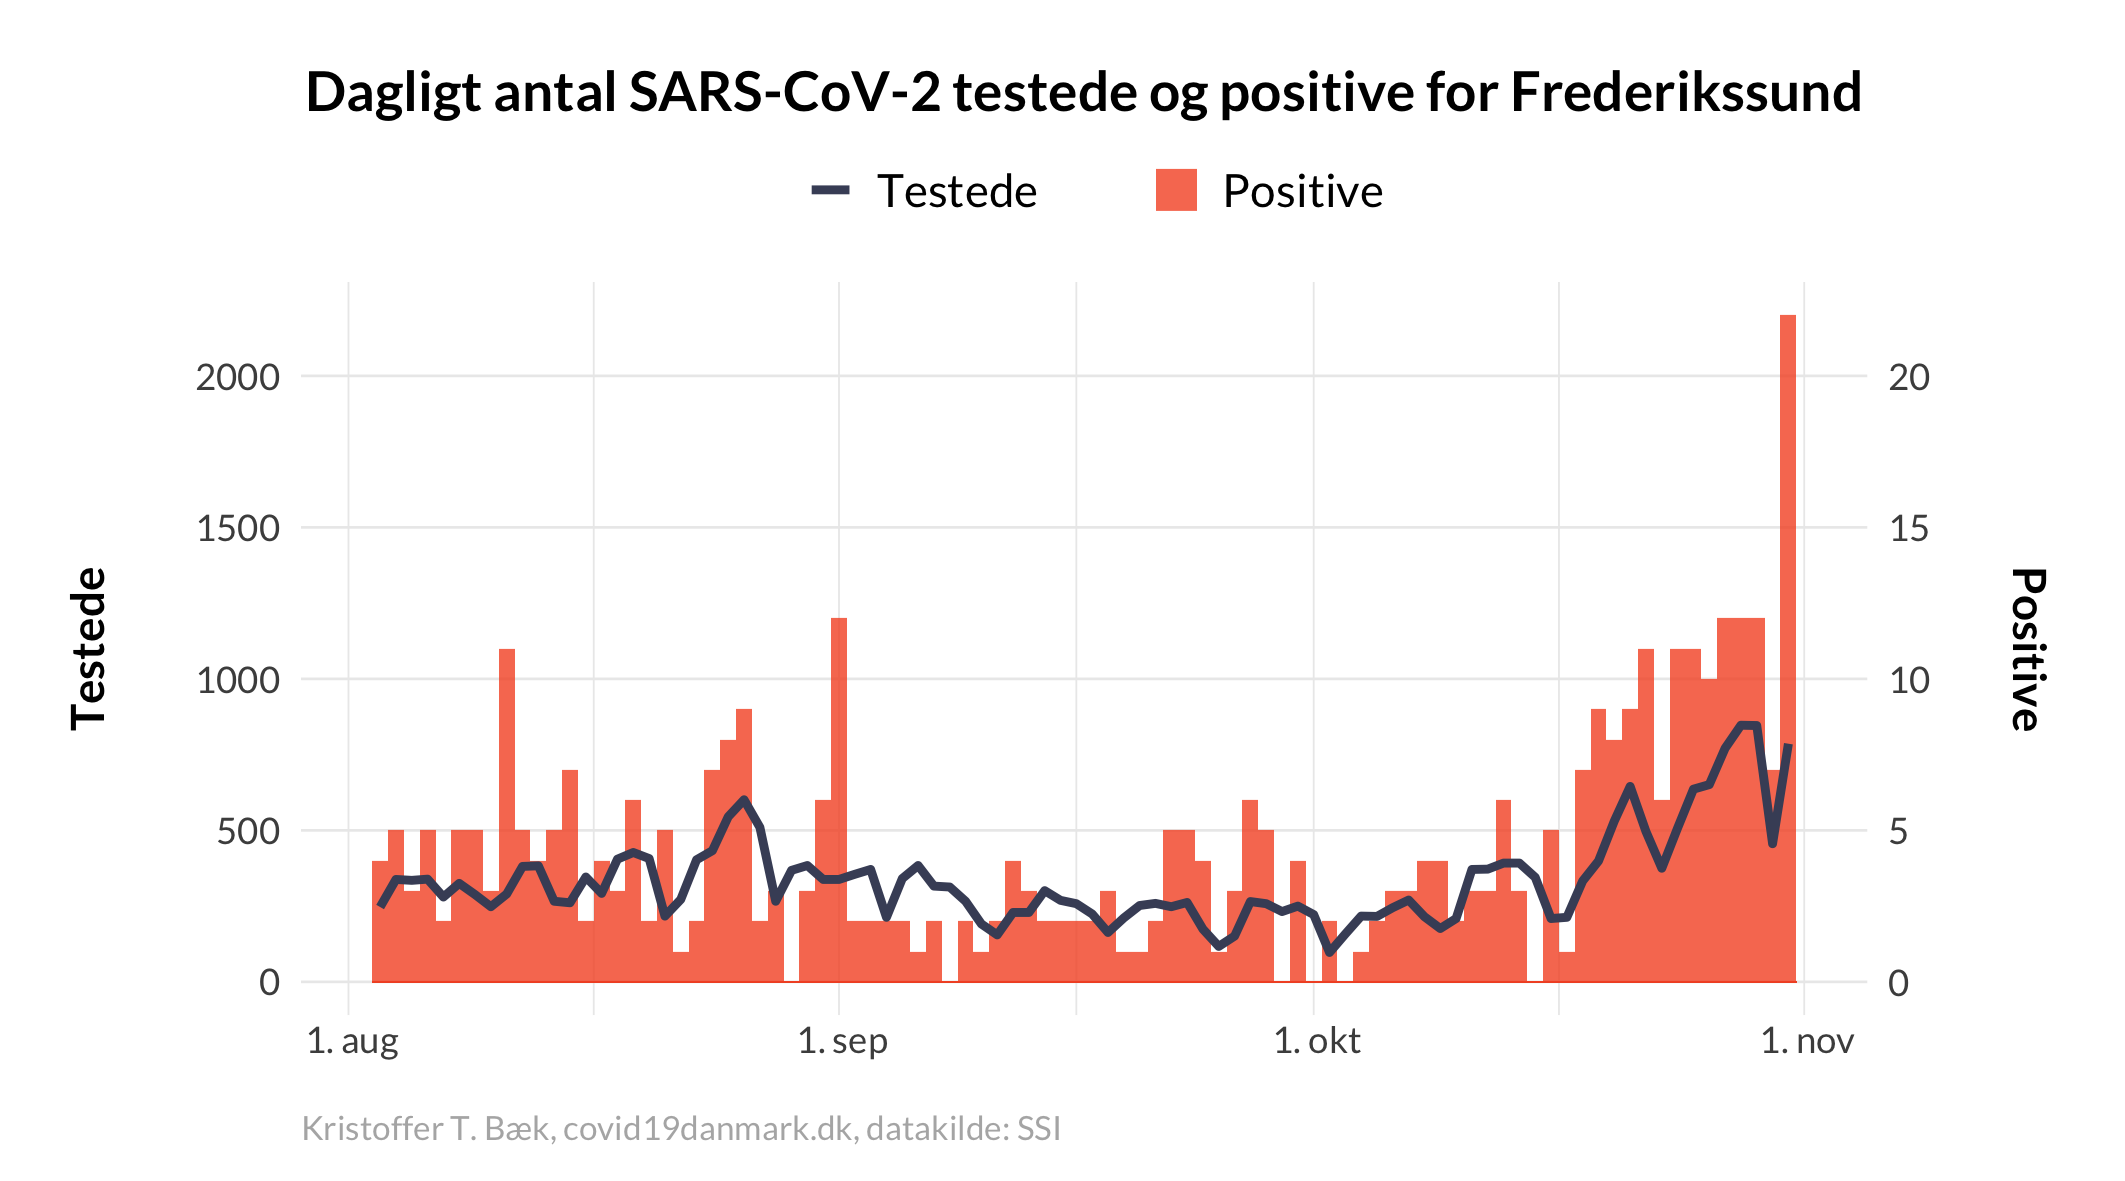 Dagligt antal SARS-CoV-2 testede og positive for Frederikssund
Testede
Positive
2000
1500
1000
500
0
Testede
20
15
10
5
0
Positive
1. aug
1. sep
1. okt
1. nov
Kristoffer T. Bæk, covid19danmark.dk, datakilde: SSI